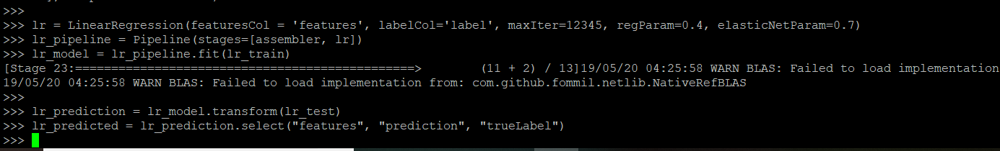 >>>
>>> lr = LinearRegression(featuresCol = 'features', labelCol='label', maxIter=12345, regParam=0.4, elasticNetParam=0.7)
>>> lr_pipeline = Pipeline(stages=[assembler, lr])
>>> lr_model = lr_pipeline.fit(lr_train)
[Stage 23:===============================================>        (11 + 2) / 13]19/05/20 04:25:58 WARN BLAS: Failed to load implementation
19/05/20 04:25:58 WARN BLAS: Failed to load implementation from: com.github.fommil.netlib.NativeRefBLAS
>>>
>>> lr_prediction = lr_model.transform(lr_test)
>>> lr_predicted = lr_prediction.select("features", "prediction", "trueLabel")
>>>